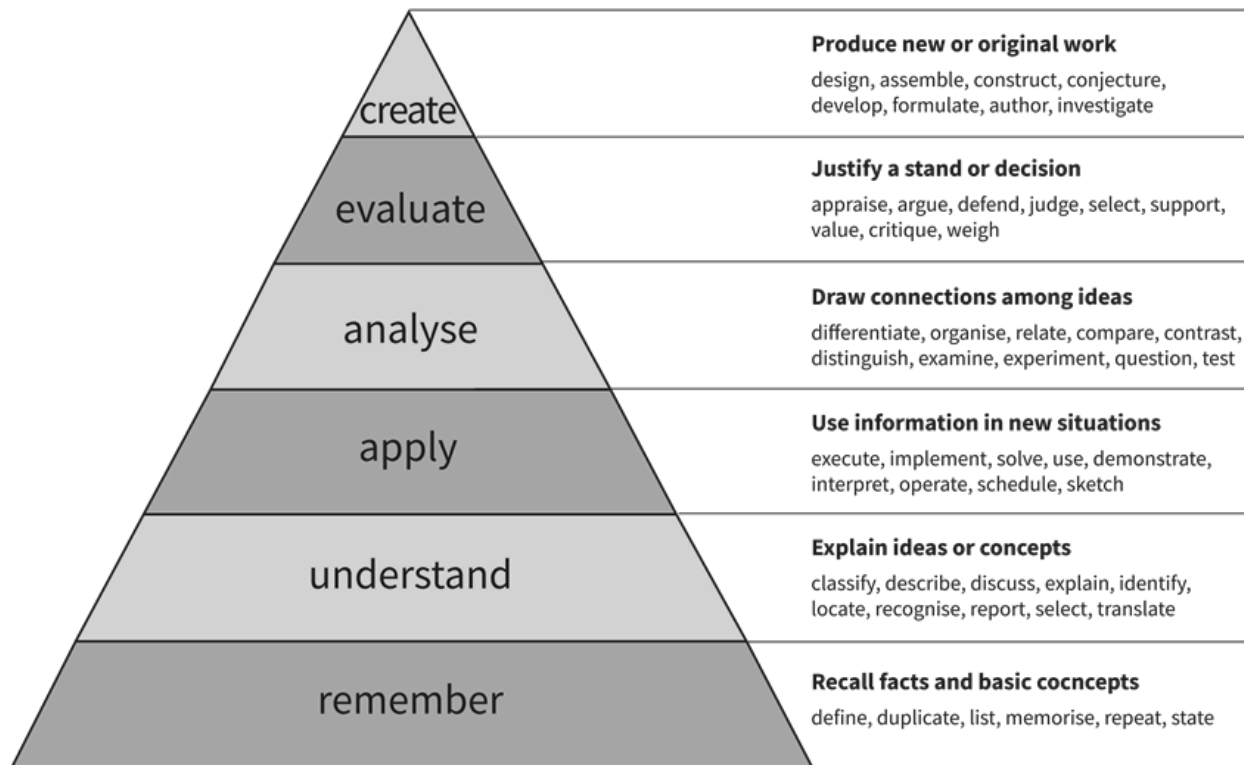 create
Produce new or original work
design, assemble, construct, conjecture,
develop, formulate, author, investigate
evaluate
Justify a stand or decision
appraise, argue, defend, judge, select, support,
value, critique, weigh
analyse
Draw connections among ideas
differentiate, organise, relate, compare, contrast,
distinguish, examine, experiment, question, test
apply
Use information in new situations
execute, implement, solve, use, demonstrate,
interpret, operate, schedule, sketch
understand
Explain ideas or concepts
classify, describe, discuss, explain, identify,
locate, recognise, report, select, translate
remember
Recall facts and basic cocncepts
define, duplicate, list, memorise, repeat, state